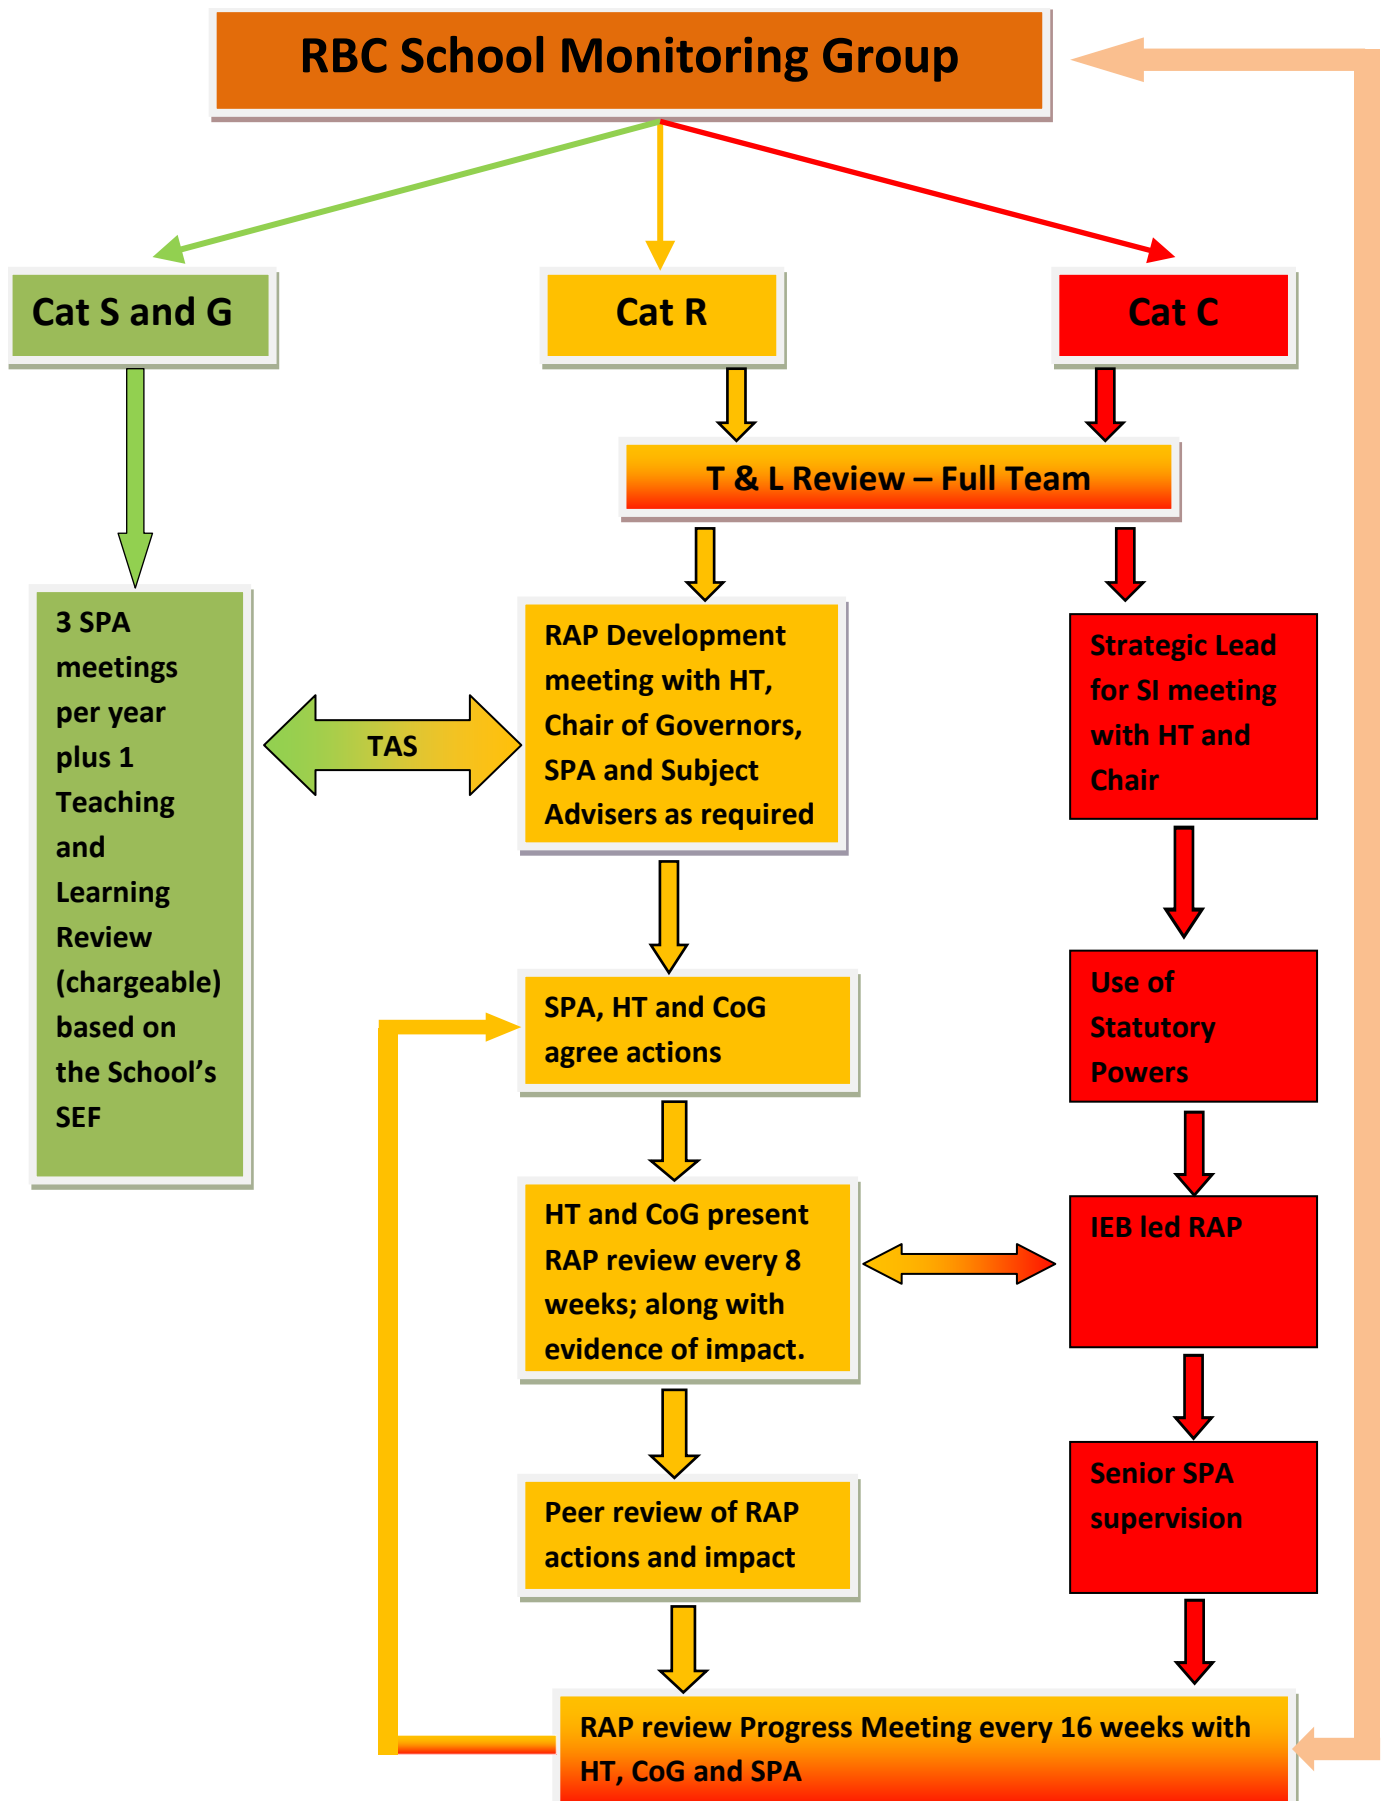 RBC School Monitoring Group
Cat S and G
Cat R
Cat C
T & L Review – Full Team
3 SPA
meetings
per year
plus 1
Teaching
and
Learning
Review
(chargeable)
based on
the School’s
SEF
TAS
RAP Development
meeting with HT,
Chair of Governors,
SPA and Subject
Advisers as required
Strategic Lead
for SI meeting
with HT and
Chair
SPA, HT and CoG
agree actions
Use of
Statutory
Powers
HT and CoG present
RAP review every 8
weeks; along with
evidence of impact.
IEB led RAP
Peer review of RAP
actions and impact
Senior SPA
supervision
RAP review Progress Meeting every 16 weeks with
HT, CoG and SPA